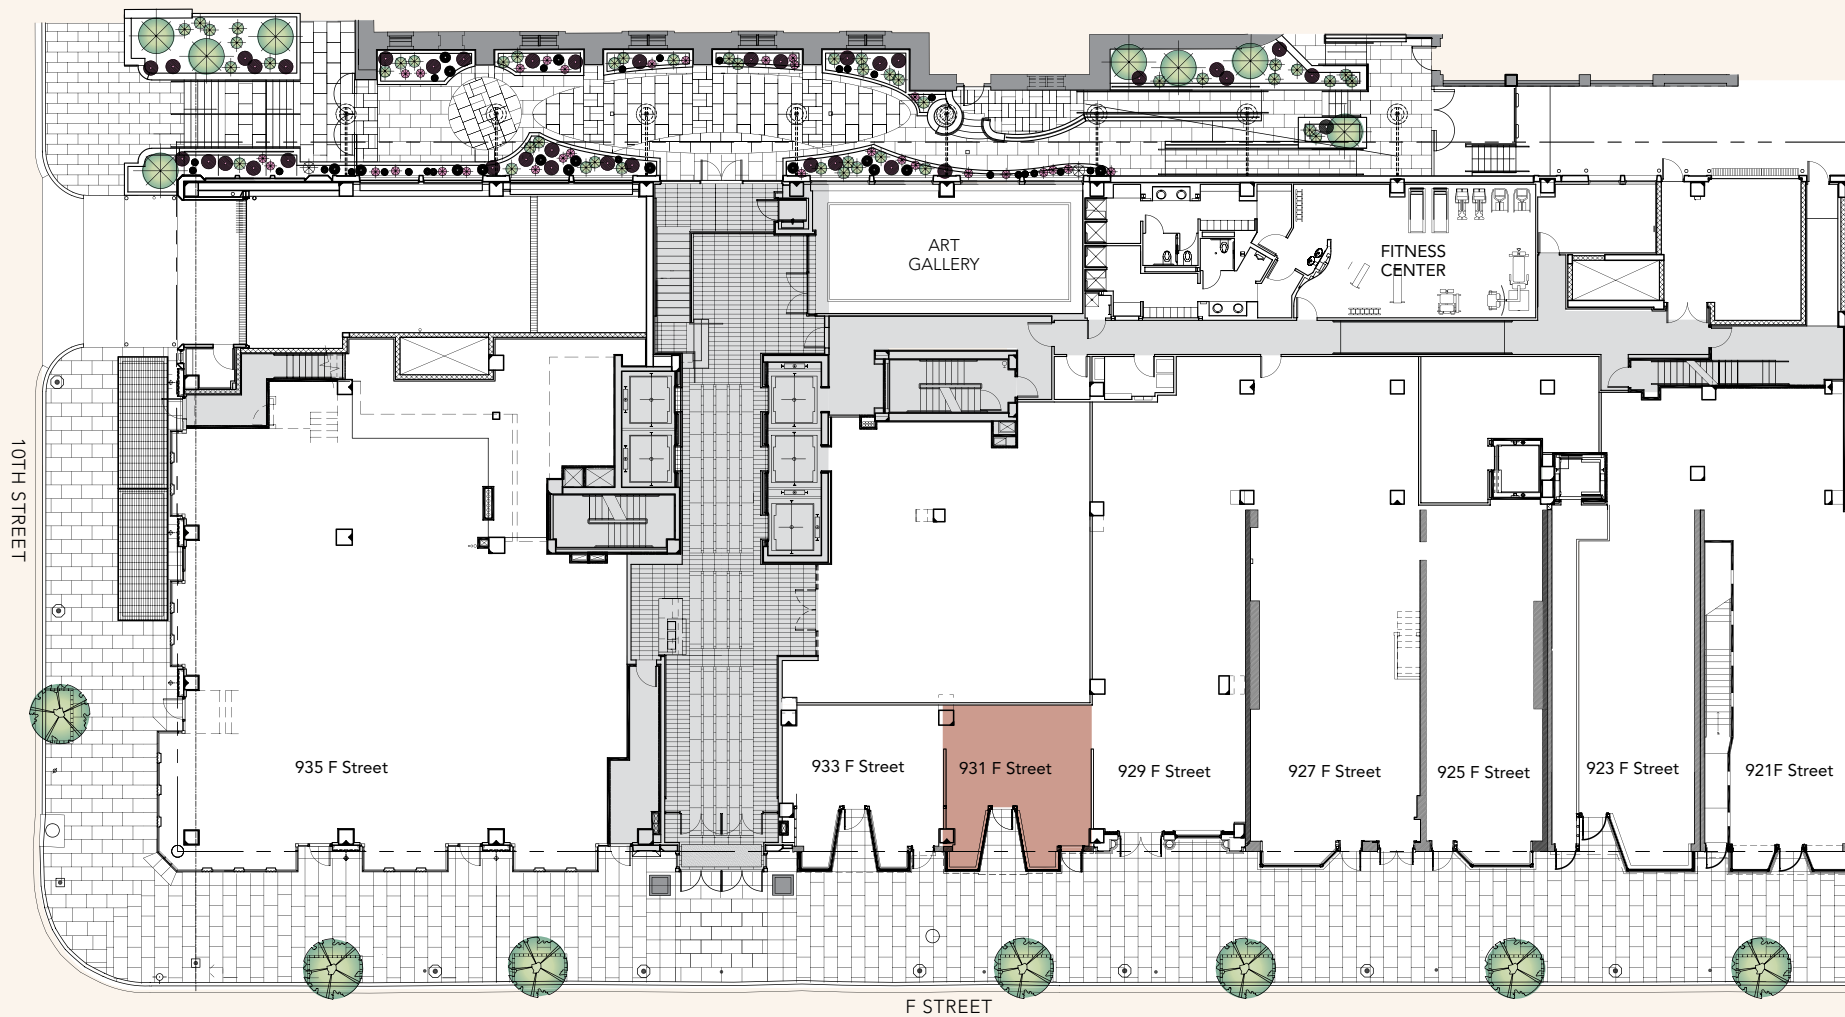 ART
GALLERY
FITNESS
CENTER
10TH STREET
935 F Street
933 F Street
931 F Street
929 F Street
927 F Street
925 F Street
923 F Street
921F Street
F STREET